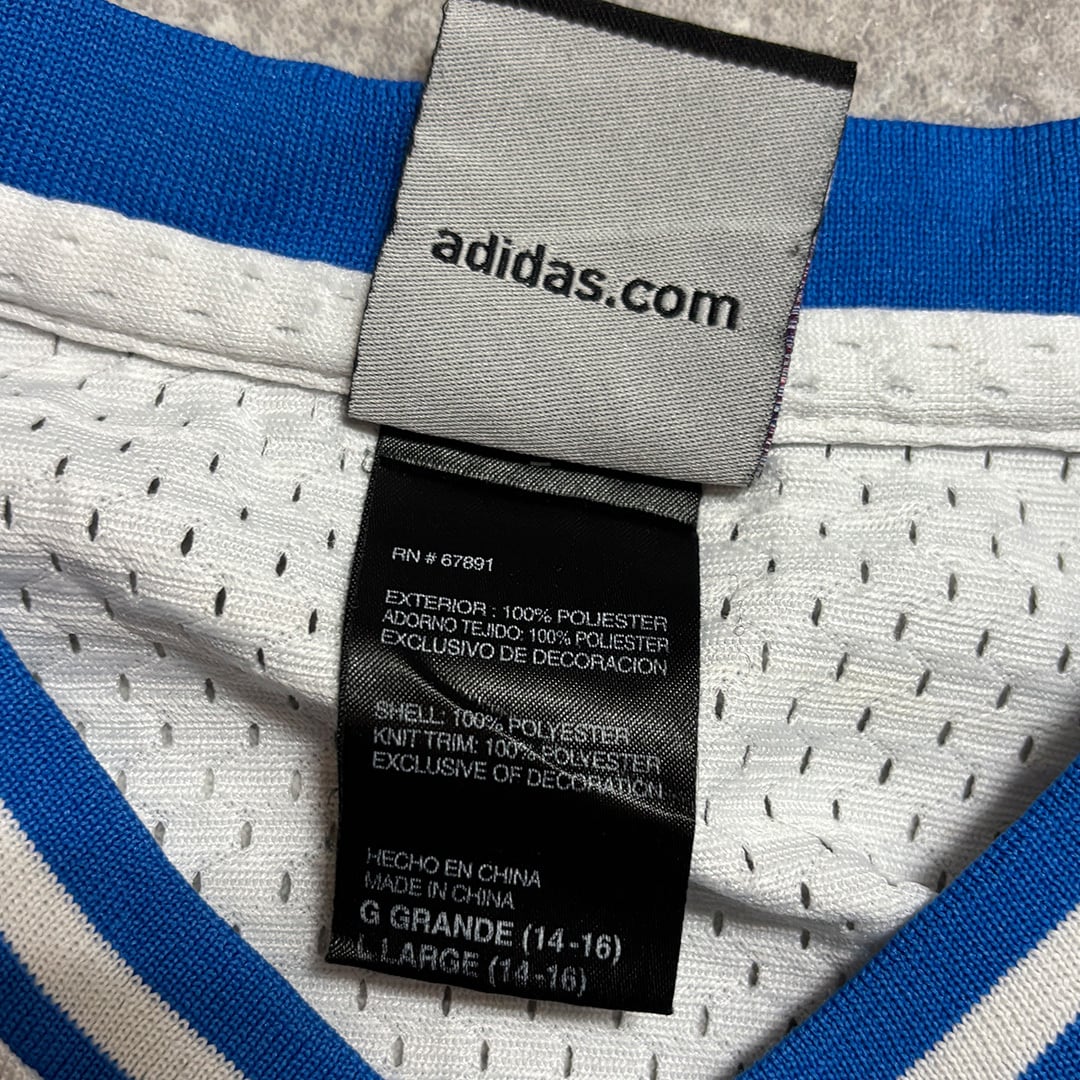 adidas.com
RN # 67891
EXTERIOR : 100% POLIESTER
ADORNO TEJIDO: 100% POLIESTER
EXCLUSIVO DE DECORACION
SHELL: 100% POLYESTER
KNIT TRIM: 100% POLYESTER
EXCLUSIVE OF DECORATION
HECHO EN CHINA
MADE IN CHINA
G GRANDE (14-16)
L LARGE (14-16)